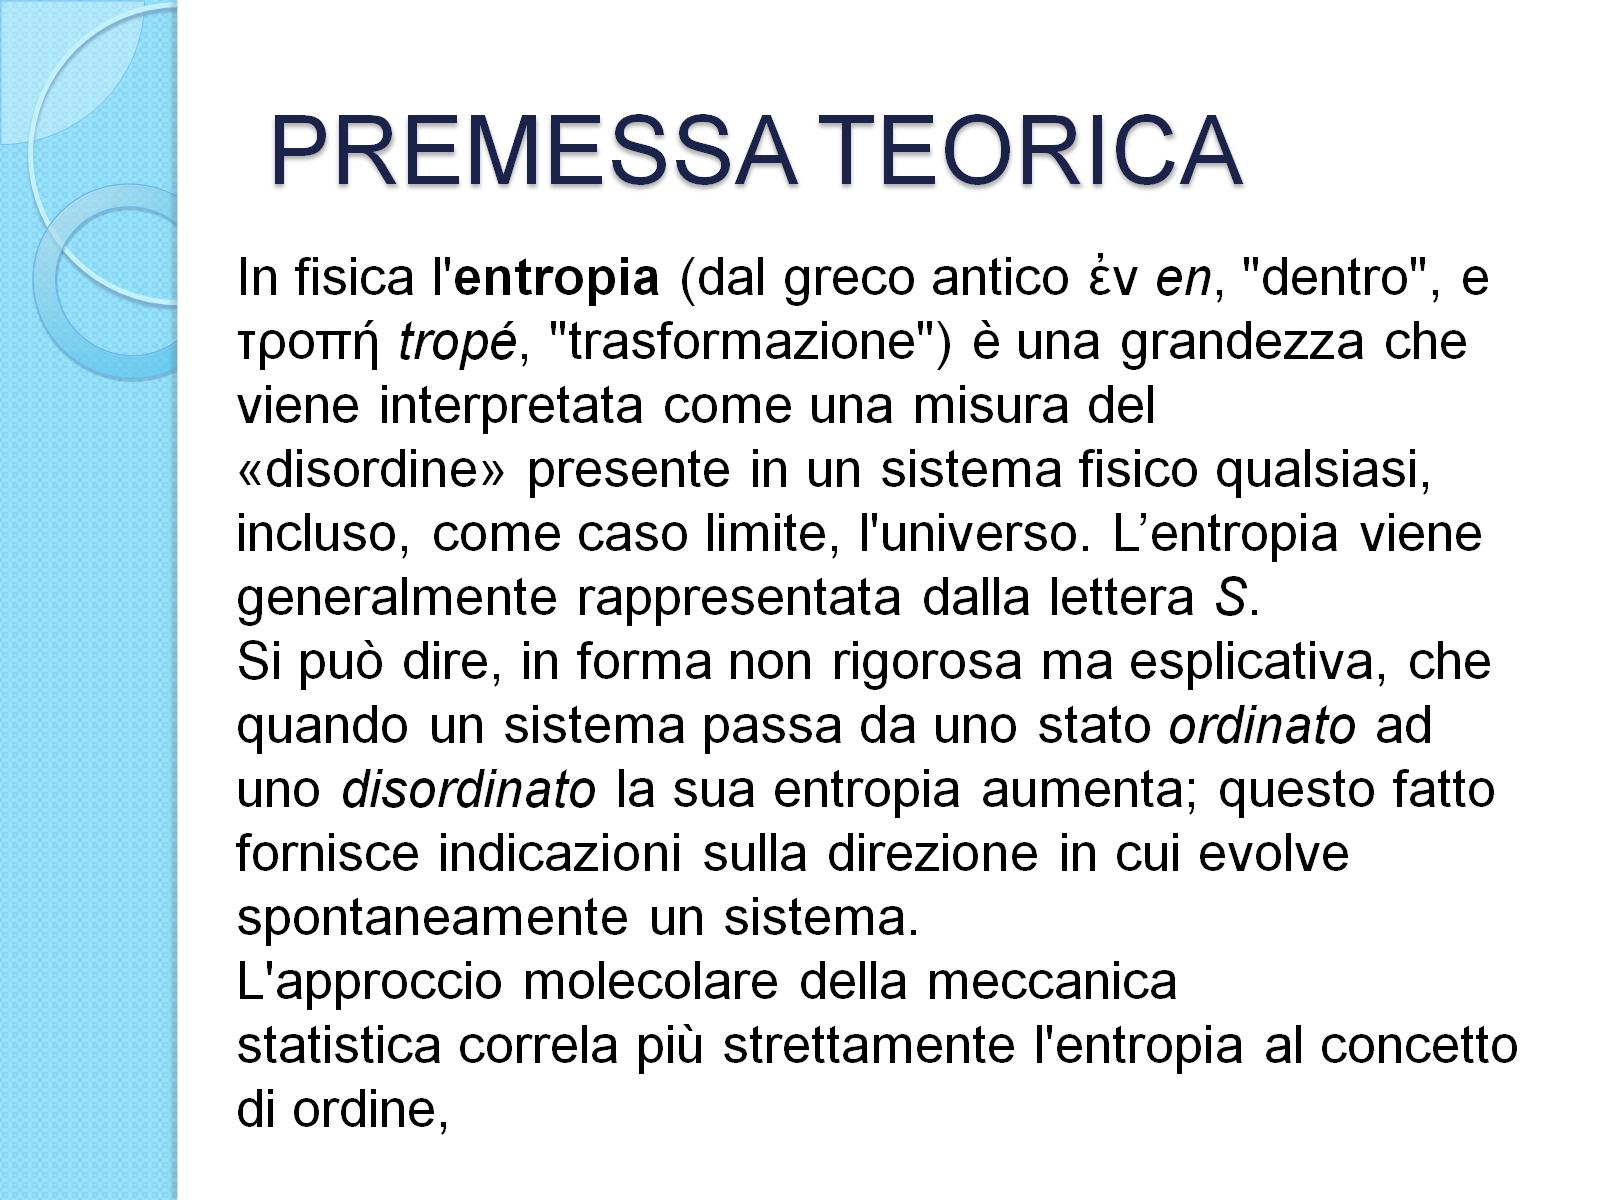 PREMESSA TEORICA
In fisica l'entropia (dal greco antico ἐν en, "dentro", e
τροπή tropé, "trasformazione") è una grandezza che
viene interpretata come una misura del
«disordine» presente in un sistema fisico qualsiasi,
incluso, come caso limite, l'universo. L’entropia viene
generalmente rappresentata dalla lettera S.
Si può dire, in forma non rigorosa ma esplicativa, che
quando un sistema passa da uno stato ordinato ad
uno disordinato la sua entropia aumenta; questo fatto
fornisce indicazioni sulla direzione in cui evolve
spontaneamente un sistema.
L'approccio molecolare della meccanica
statistica correla più strettamente l'entropia al concetto
di ordine,